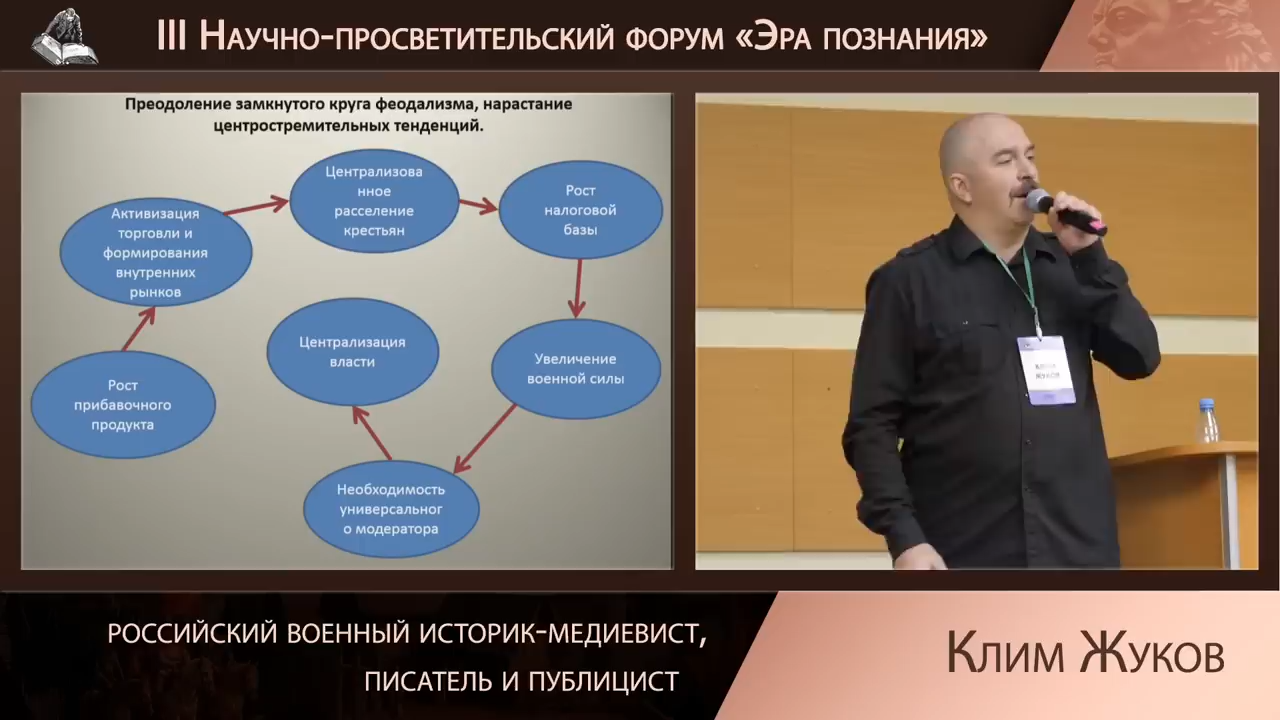 III Научно-просветительский форум «Эра познания»
Преодоление замкнутого круга феодализма, нарастание
центростремительных тенденций.
Централизова
нное
расселение
крестьян
Рост
налоговой
базы
Активизация
торговли и
формирования
внутренних
рынков
Централизация
власти
Увеличение
военной силы
Рост
прибавочного
продукта
Необходимость
универсальног
о модератора
российский военный историк-медиевист,
писатель и публицист
Клим Жуков